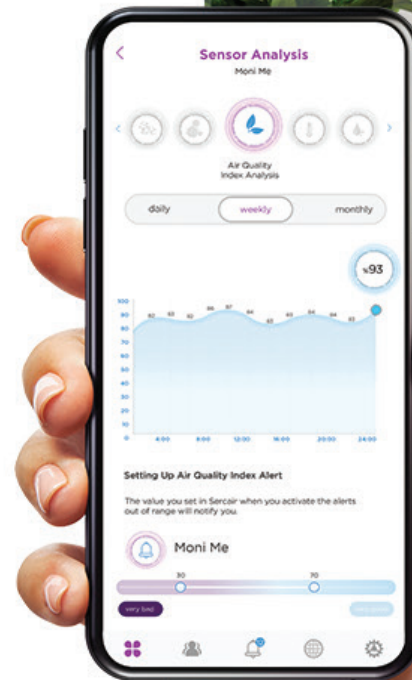 Sensor Analysis
Moni Me
Air Quality
Index Analysis
daily weekly monthly
%93
100
90
80
70
60
50
40
30
20
10
0
4:00 8:00 12:00 16:00 20:00 24:00
Setting Up Air Quality Index Alert
The value you set in Sercair when you activate the alerts
out of range will notify you.
Moni Me
30 70
very bad